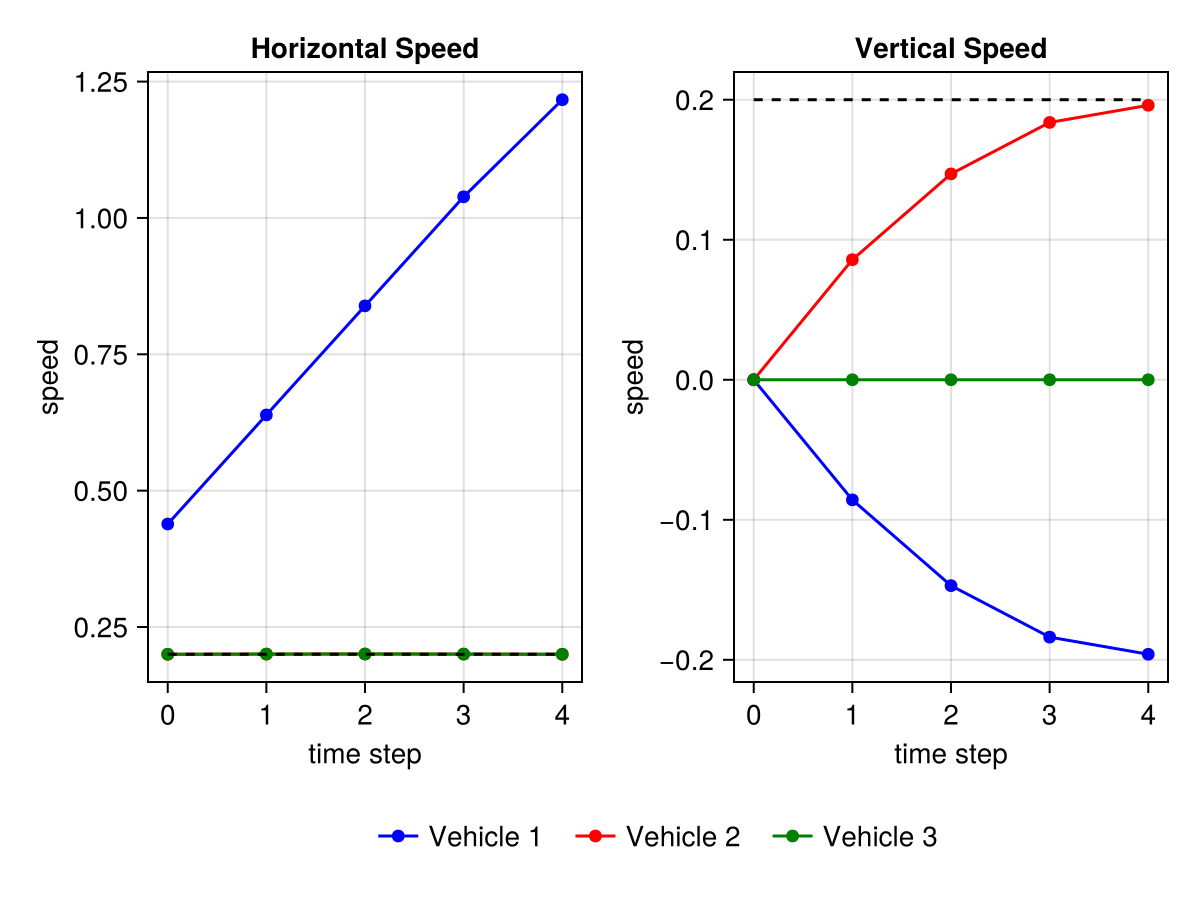 Horizontal Speed
1.25
1.00
0.75
0.50
0.25
speed
0 1 2 3 4
time step
Vertical Speed
0.2
0.1
0.0
−0.1
−0.2
speed
0 1 2 3 4
time step
Vehicle 1 Vehicle 2 Vehicle 3